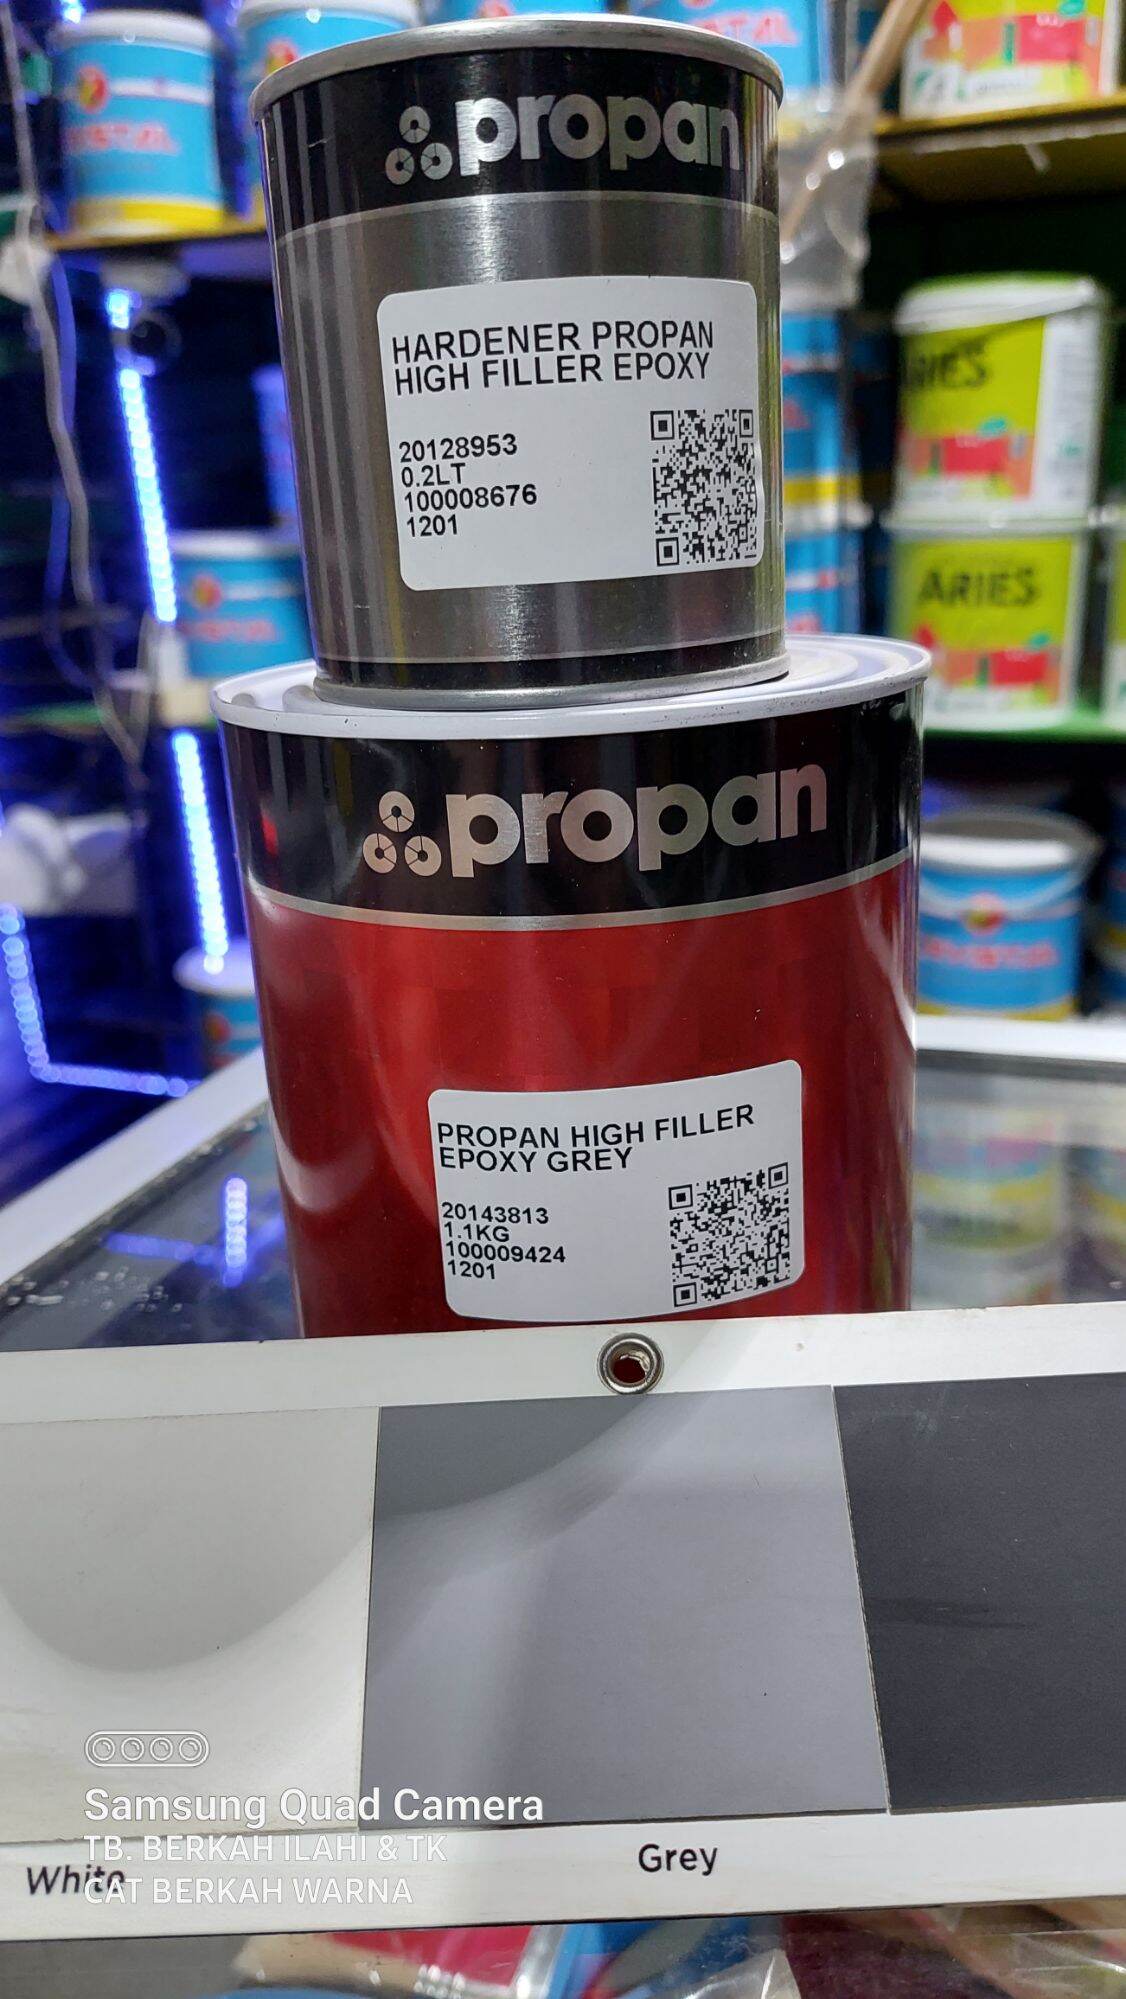 propan
HARDENER PROPAN
HIGH FILLER EPOXY
20128953
0.2LT
100008676
1201
ARIES
ARIES
propan
PROPAN HIGH FILLER
EPOXY GREY
20143813
1.1KG
100009424
1201
Samsung Quad Camera
TB. BERKAH ILAHI & TK
CAT BERKAH WARNA
White
Grey